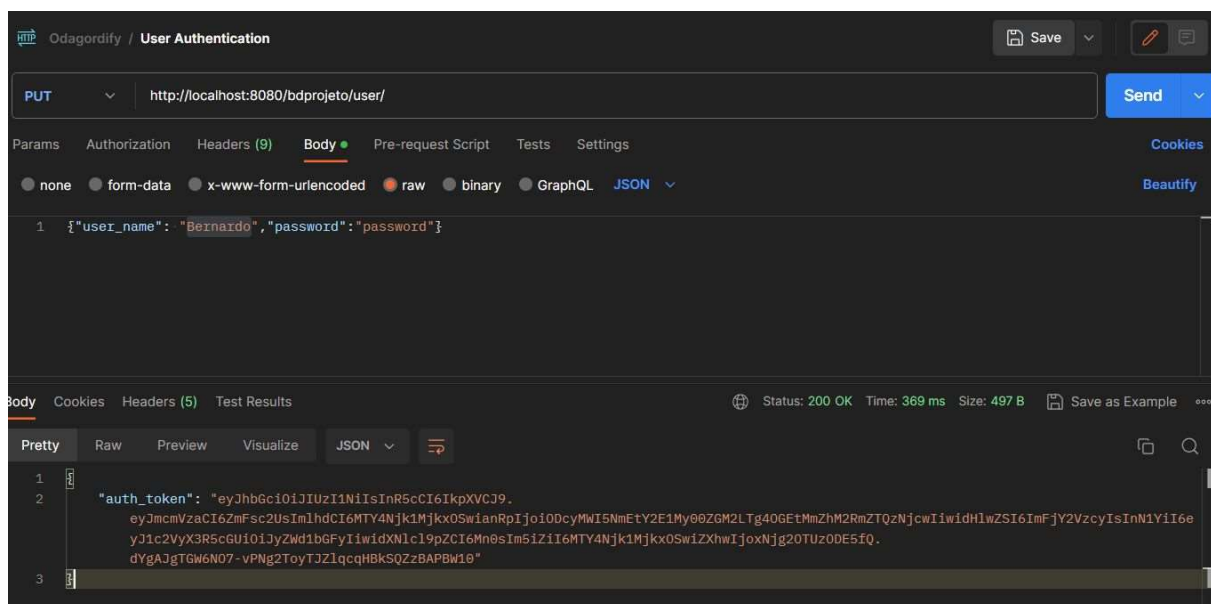 HTTP Odagordify / User Authentication
Save
PUT http://localhost:8080/bdprojeto/user/ Send
Params Authorization Headers (9) Body Pre-request Script Tests Settings Cookies
none form-data x-www-form-urlencoded raw binary GraphQL JSON Beautify
1 {"user_name": "Bernardo","password":"password"}
Body Cookies Headers (5) Test Results Status: 200 OK Time: 369 ms Size: 497 B Save as Example
Pretty Raw Preview Visualize JSON
1 {
2 "auth_token": "eyJhbGciOiJIUzI1NiIsInR5cCI6IkpXVCJ9.
eyJmcmVzaCI6ZmFsc2UsImlhdCI6MTY4Njk1MjkxOSwianRpIjoiODcyMWI5NmEtY2E1My00ZGM2LTg4OGEtMmZhM2RmZTQzNjcwIiwidHlwZSI6ImFjY2VzcyIsInN1YiI6e
yJ1c2VyX3R5cGUiOiJyZWd1bGFyIiwidXNlcl9pZCI6Mn0sIm5iZiI6MTY4Njk1MjkxOSwiZXhwIjoxNjg2OTUzODE5fQ.
dYgAJgTGW6NO7-vPNg2ToyTJZlqcqHBkSQZzBAPBW10"
3 }